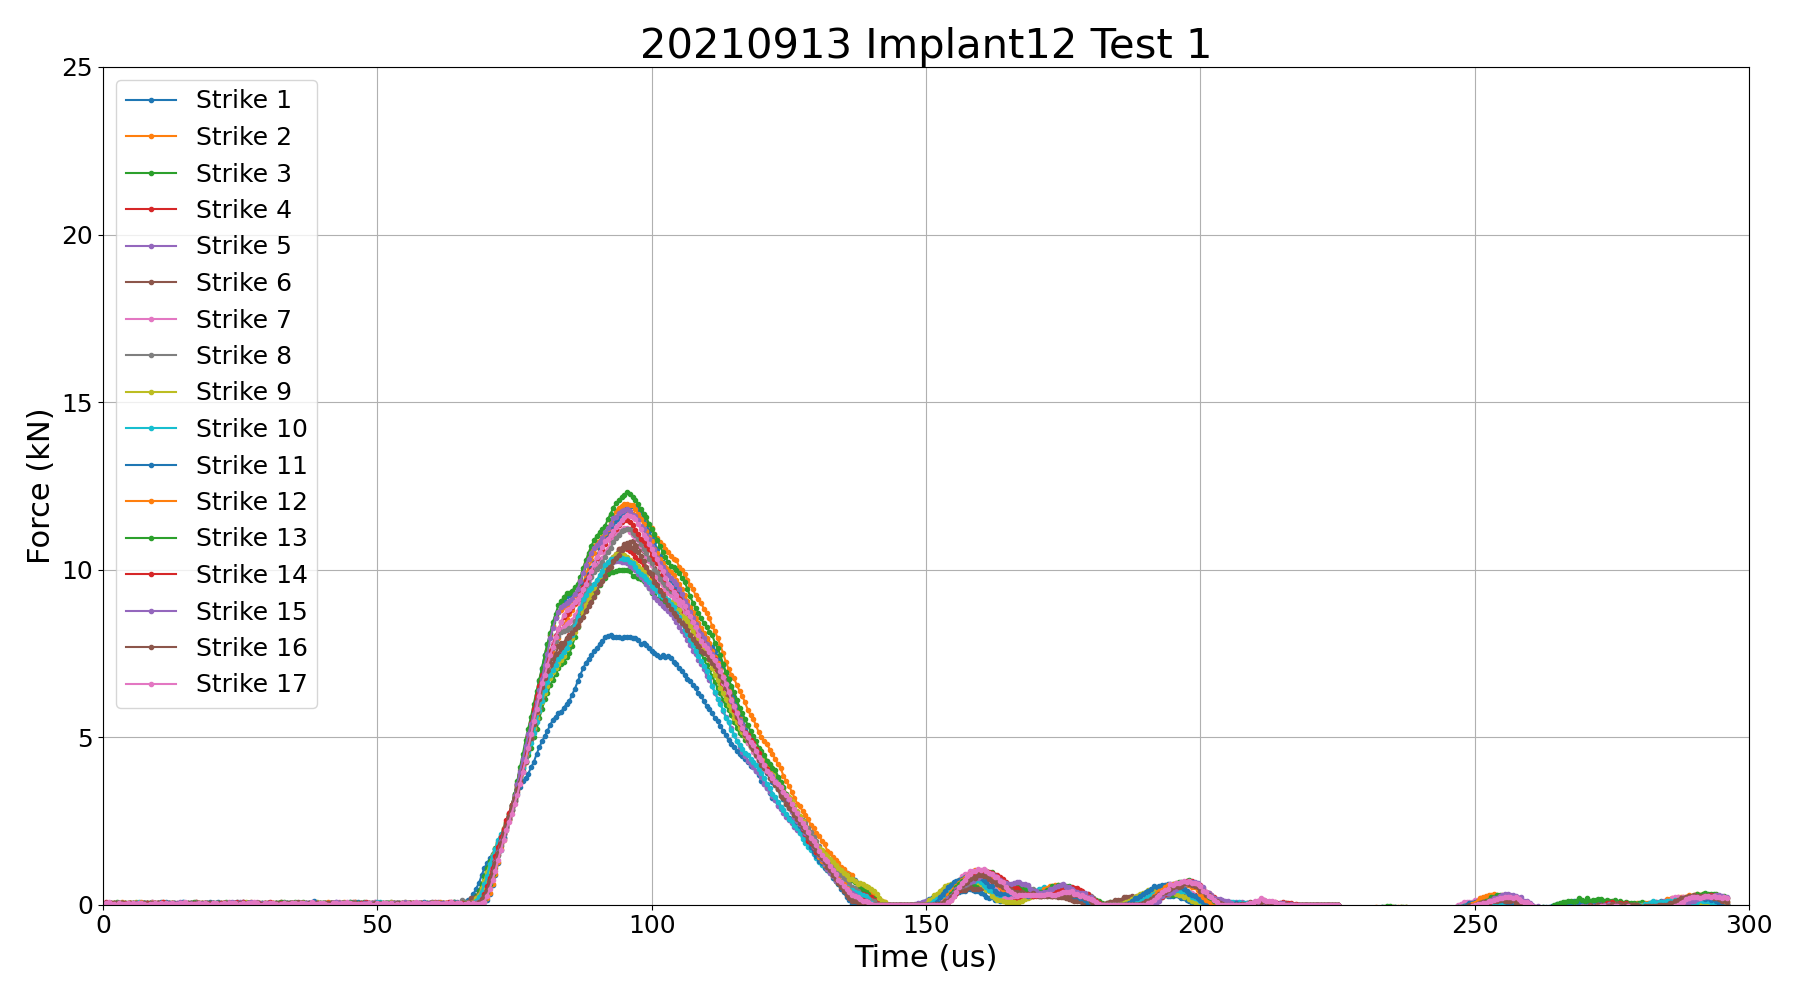 20210913 Implant12 Test 1
25
20
15
10
5
0
Force (kN)
Strike 1
Strike 2
Strike 3
Strike 4
Strike 5
Strike 6
Strike 7
Strike 8
Strike 9
Strike 10
Strike 11
Strike 12
Strike 13
Strike 14
Strike 15
Strike 16
Strike 17
0 50 100 150 200 250 300
Time (us)